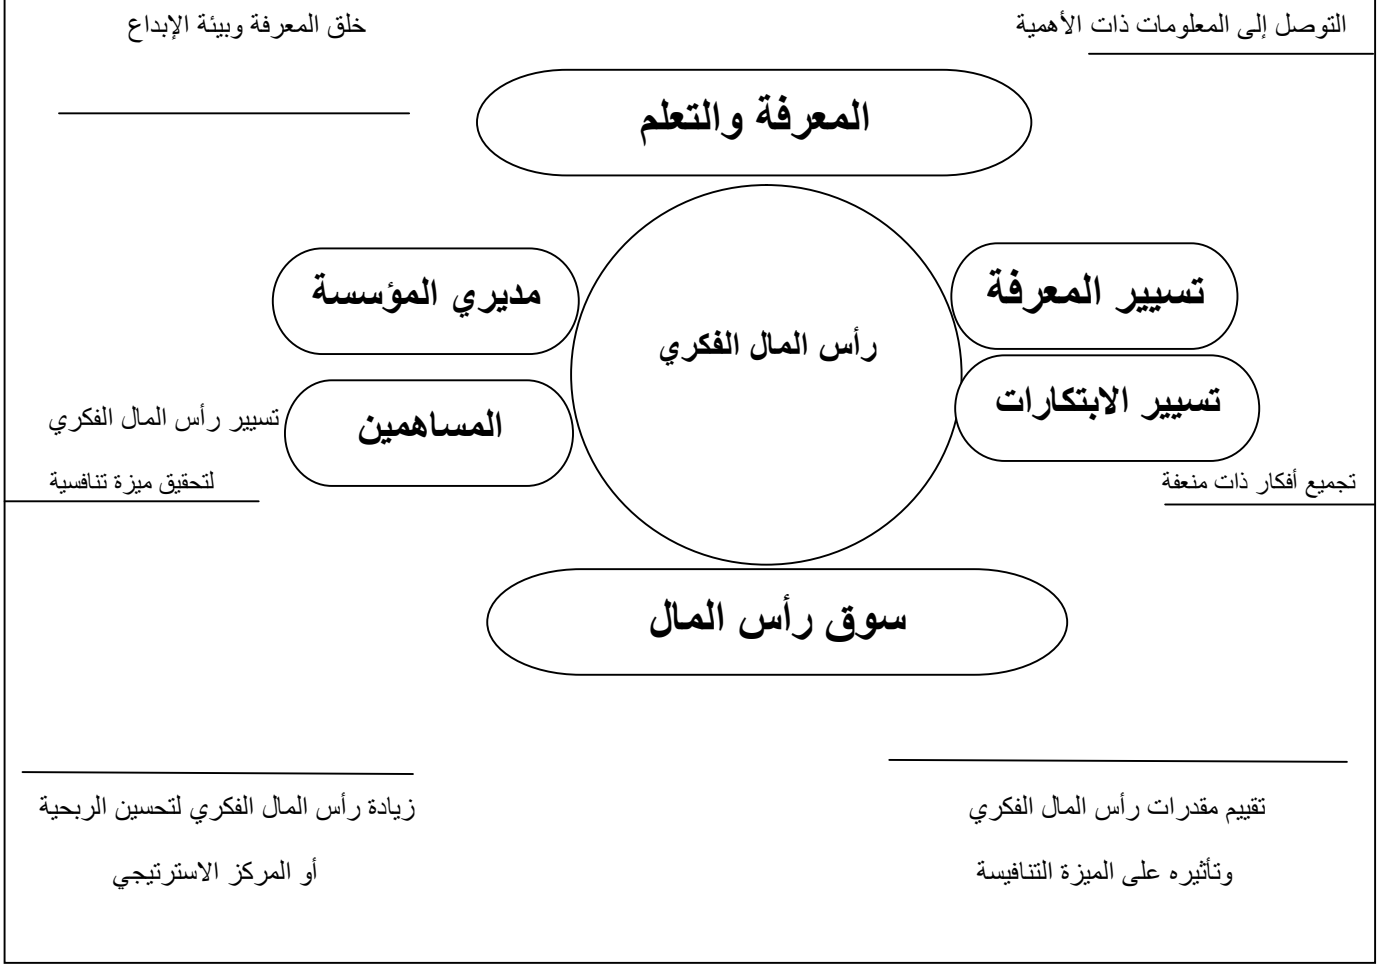 التوصل إلى المعلومات ذات الأهمية
خلق المعرفة وبيئة الإبداع
المعرفة والتعلم
تسيير المعرفة
مديري المؤسسة
رأس المال الفكري
تسيير الابتكارات
المساهمين
تسيير رأس المال الفكري
لتحقيق ميزة تنافسية
تجميع أفكار ذات منعفة
سوق رأس المال
تقييم مقدرات رأس المال الفكري
وتأثيره على الميزة التنافيسة
زيادة رأس المال الفكري لتحسين الربحية
أو المركز الاسترتيجي